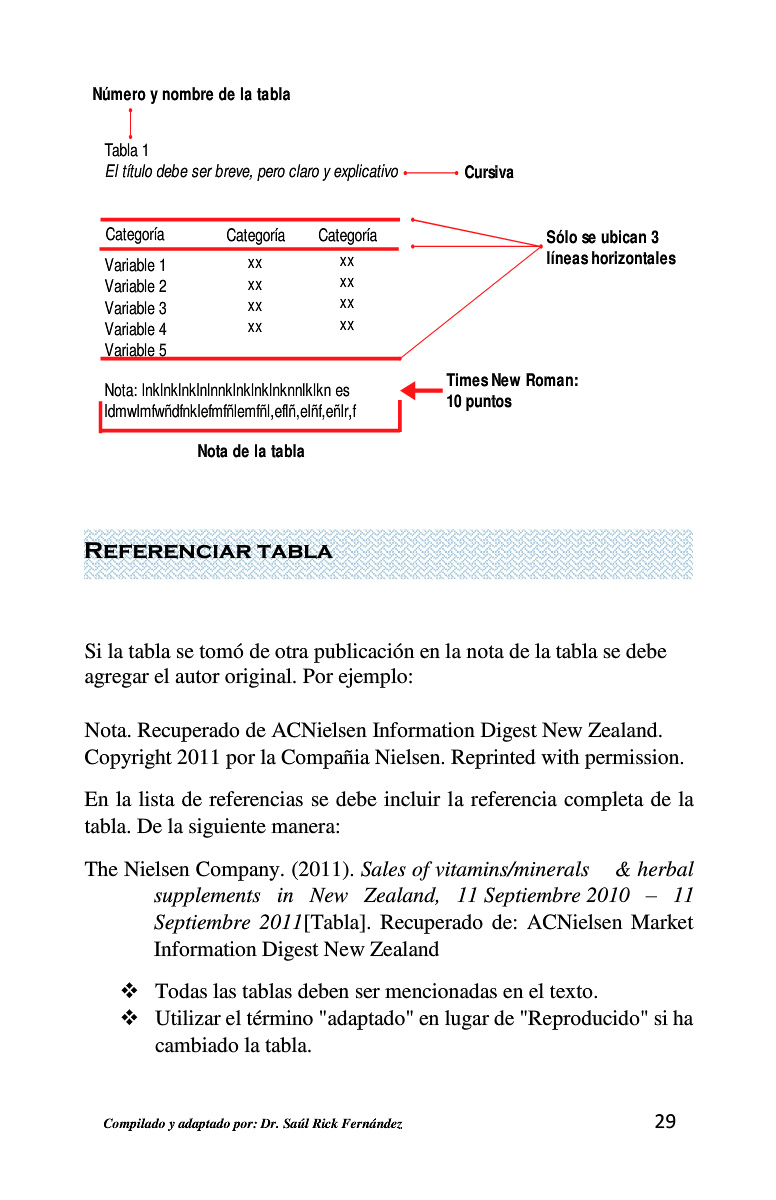 Número y nombre de la tabla
Tabla 1
El título debe ser breve, pero claro y explicativo
Cursiva
Categoría Categoría Categoría
Sólo se ubican 3
líneas horizontales
Variable 1 xx xx
Variable 2 xx xx
Variable 3 xx xx
Variable 4 xx xx
Variable 5
Nota: lnklnklnklnlnnklnklnklnknnlklkn es
ldmwlmfwñdfnklefmfñlemfñl,eflñ,elñf,eñlr,f
Times New Roman:
10 puntos
Nota de la tabla
REFERENCIAR TABLA
Si la tabla se tomó de otra publicación en la nota de la tabla se debe
agregar el autor original. Por ejemplo:
Nota. Recuperado de ACNielsen Information Digest New Zealand.
Copyright 2011 por la Compañia Nielsen. Reprinted with permission.
En la lista de referencias se debe incluir la referencia completa de la
tabla. De la siguiente manera:
The Nielsen Company. (2011). Sales of vitamins/minerals & herbal
supplements in New Zealand, 11 Septiembre 2010 – 11
Septiembre 2011[Tabla]. Recuperado de: ACNielsen Market
Information Digest New Zealand
❖ Todas las tablas deben ser mencionadas en el texto.
❖ Utilizar el término "adaptado" en lugar de "Reproducido" si ha
cambiado la tabla.
Compilado y adaptado por: Dr. Saúl Rick Fernández 29